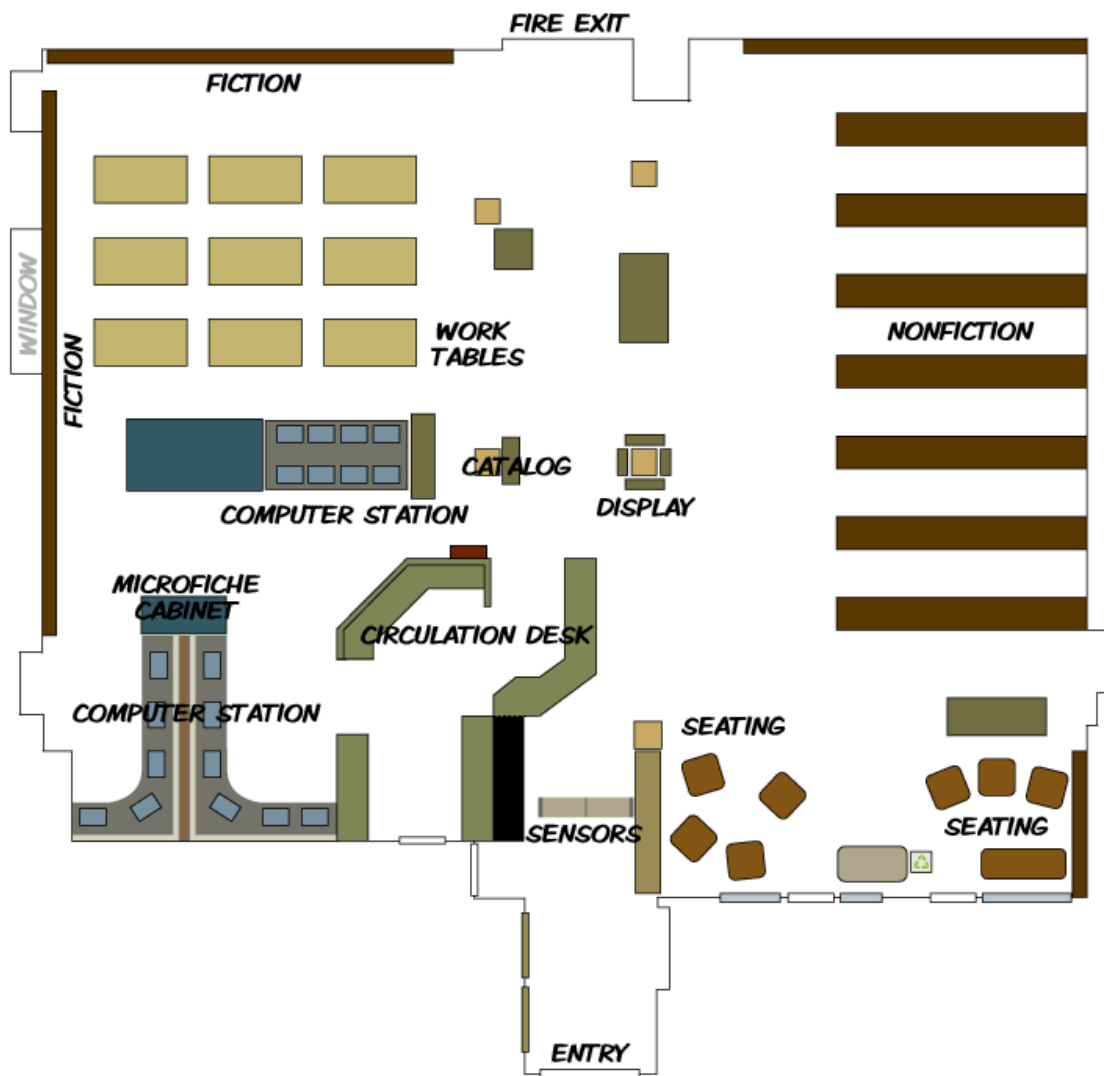 FIRE EXIT
FICTION
WINDOW
FICTION
WORK
TABLES
NONFICTION
CATALOG
DISPLAY
COMPUTER STATION
MICROFICHE
CABINET
CIRCULATION DESK
COMPUTER STATION
SEATING
SENSORS
SEATING
ENTRY